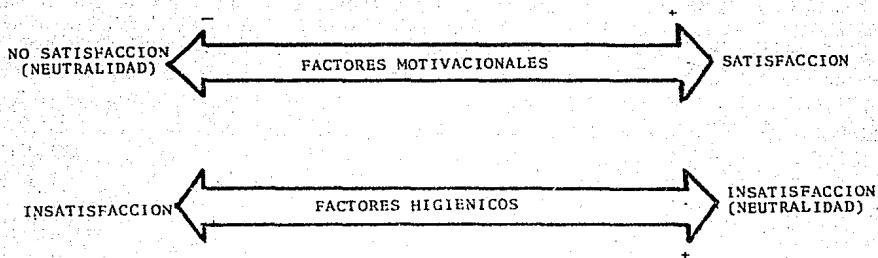 − +
NO SATISFACCION
(NEUTRALIDAD)
FACTORES MOTIVACIONALES
SATISFACCION
INSATISFACCION
FACTORES HIGIENICOS
INSATISFACCION
(NEUTRALIDAD)
+